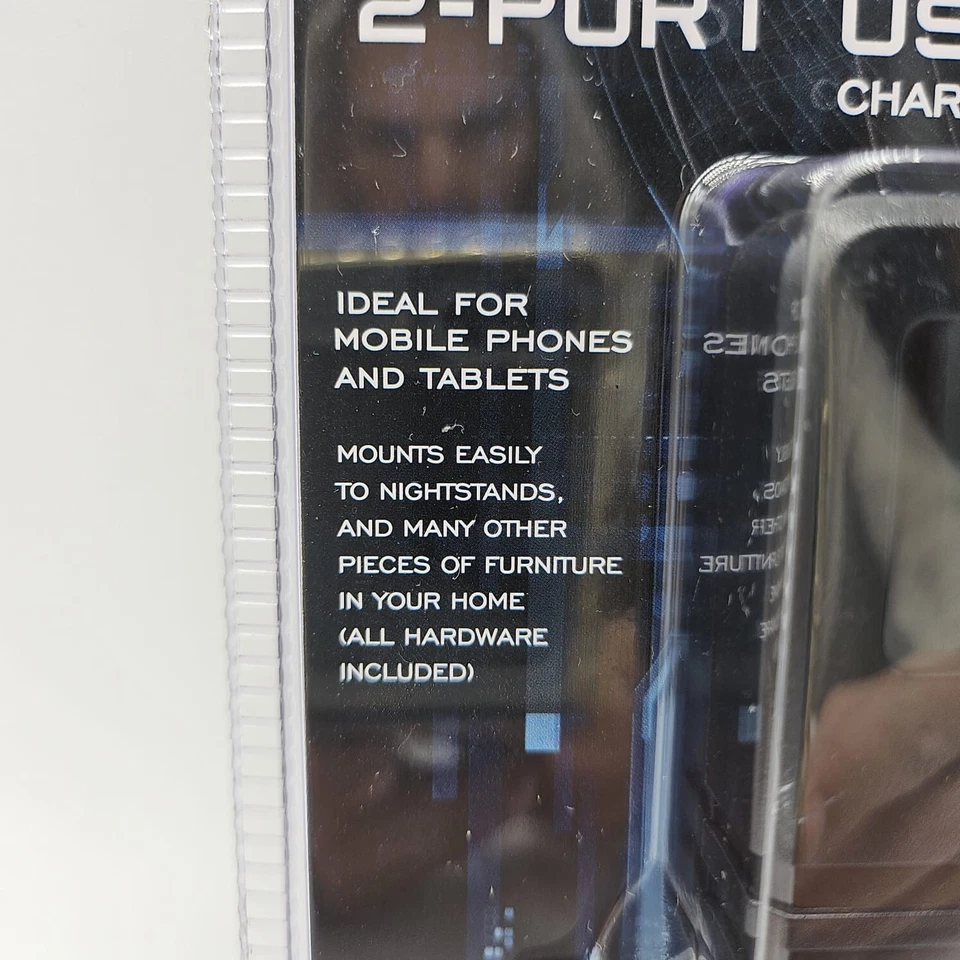 2-PORT US
CHAR
IDEAL FOR
MOBILE PHONES
AND TABLETS
MOUNTS EASILY
TO NIGHTSTANDS,
AND MANY OTHER
PIECES OF FURNITURE
IN YOUR HOME
(ALL HARDWARE
INCLUDED)